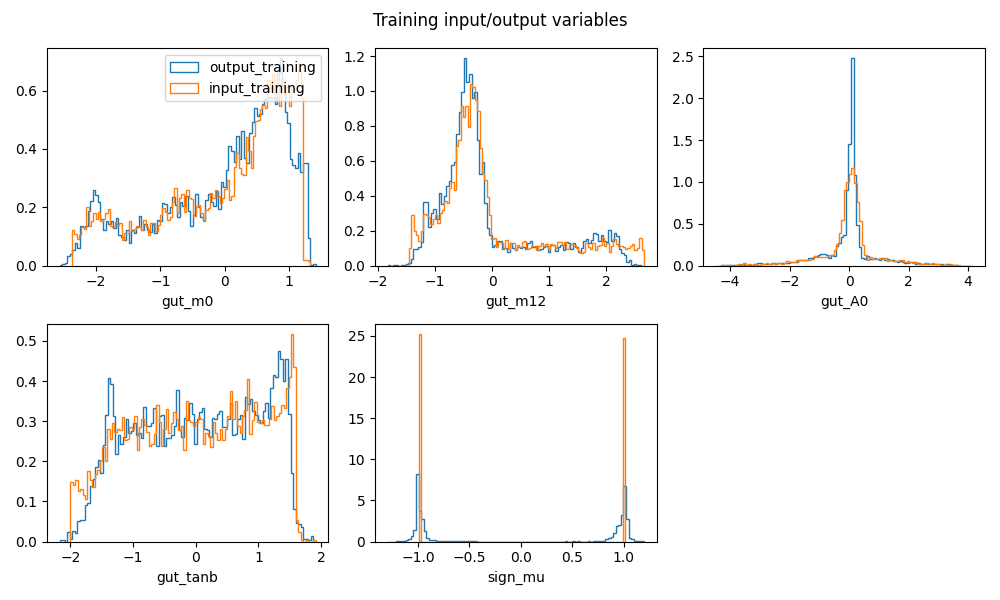 Training input/output variables
output_training
input_training
0.6
0.4
0.2
0.0
−2 −1 0 1
gut_m0
1.2
1.0
0.8
0.6
0.4
0.2
0.0
−2 −1 0 1 2
gut_m12
2.5
2.0
1.5
1.0
0.5
0.0
−4 −2 0 2 4
gut_A0
0.5
0.4
0.3
0.2
0.1
0.0
−2 −1 0 1 2
gut_tanb
25
20
15
10
5
0
−1.0 −0.5 0.0 0.5 1.0
sign_mu